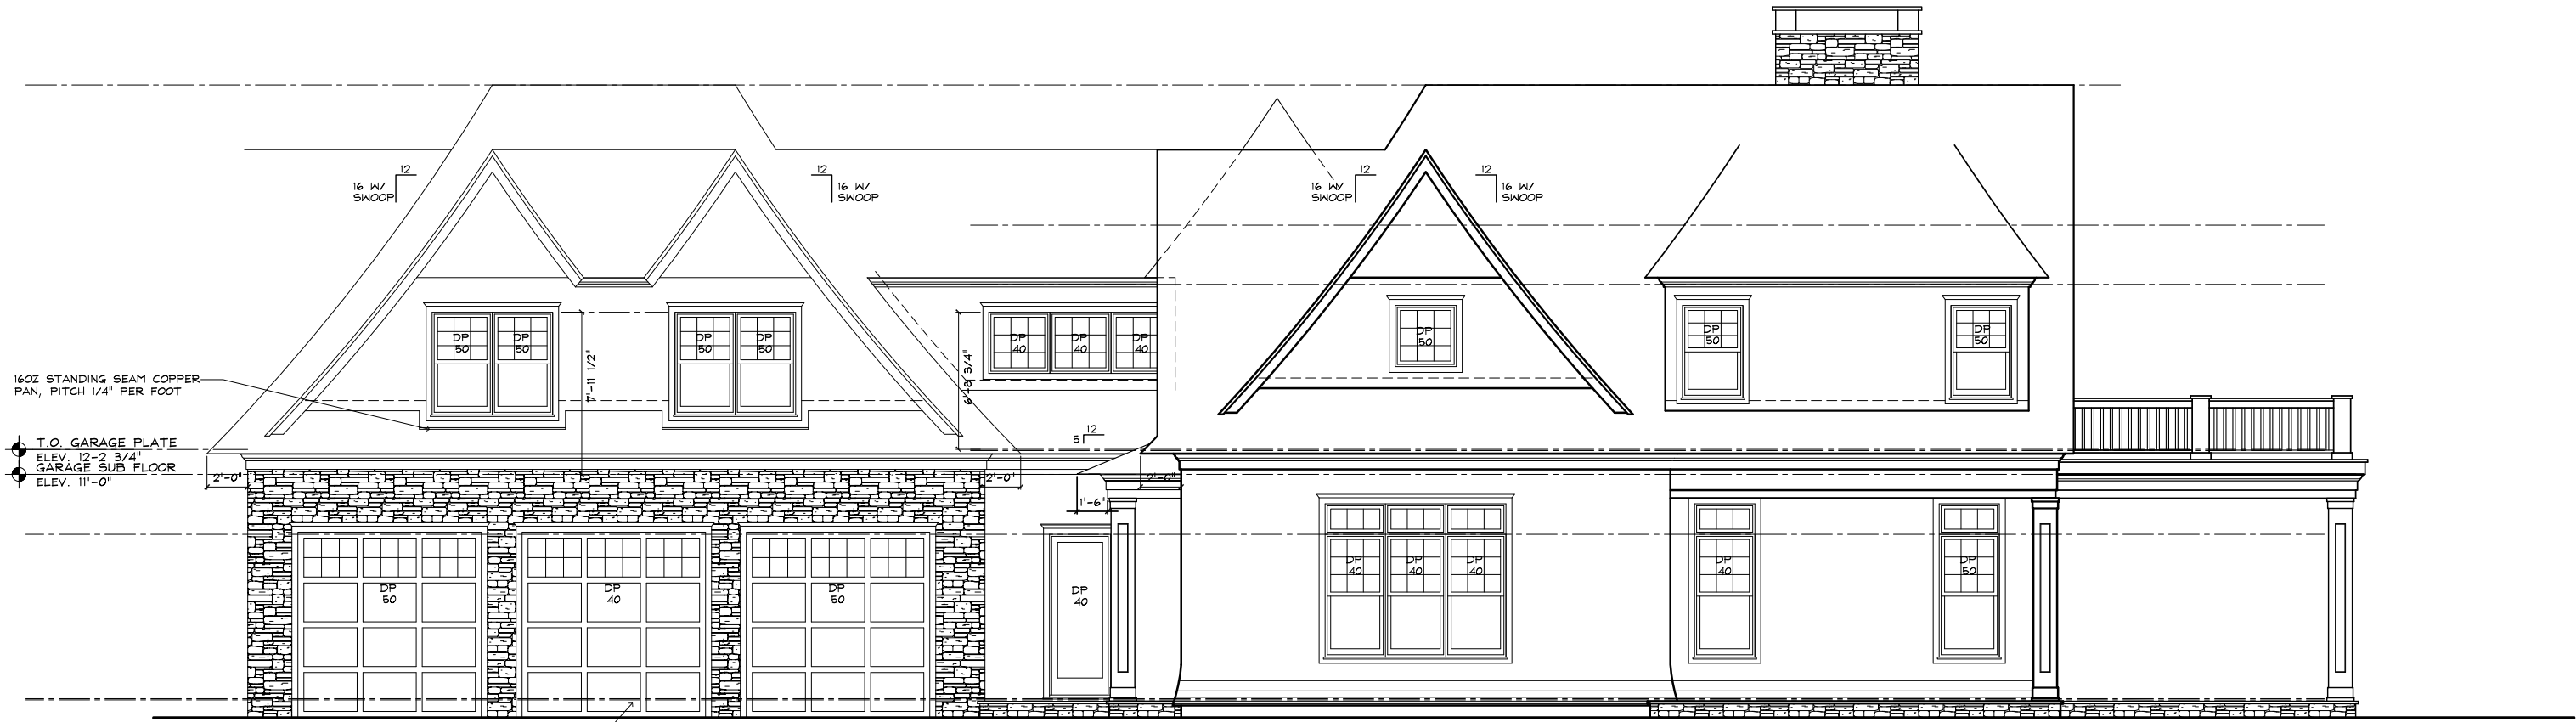 12
16 W/
SWOOP
12
16 W/
SWOOP
12
16 W/
SWOOP
12
16 W/
SWOOP
DP
50
DP
50
DP
50
DP
50
DP
40
DP
40
DP
40
DP
50
DP
50
DP
50
7'-11 1/2"
6'-8 3/4"
16OZ STANDING SEAM COPPER
PAN, PITCH 1/4" PER FOOT
12
5
T.O. GARAGE PLATE
ELEV. 12-2 3/4"
GARAGE SUB FLOOR
ELEV. 11'-0"
2'-0"
2'-0"
2'-0"
1'-6"
DP
50
DP
40
DP
50
DP
40
DP
40
DP
40
DP
40
DP
40
DP
50